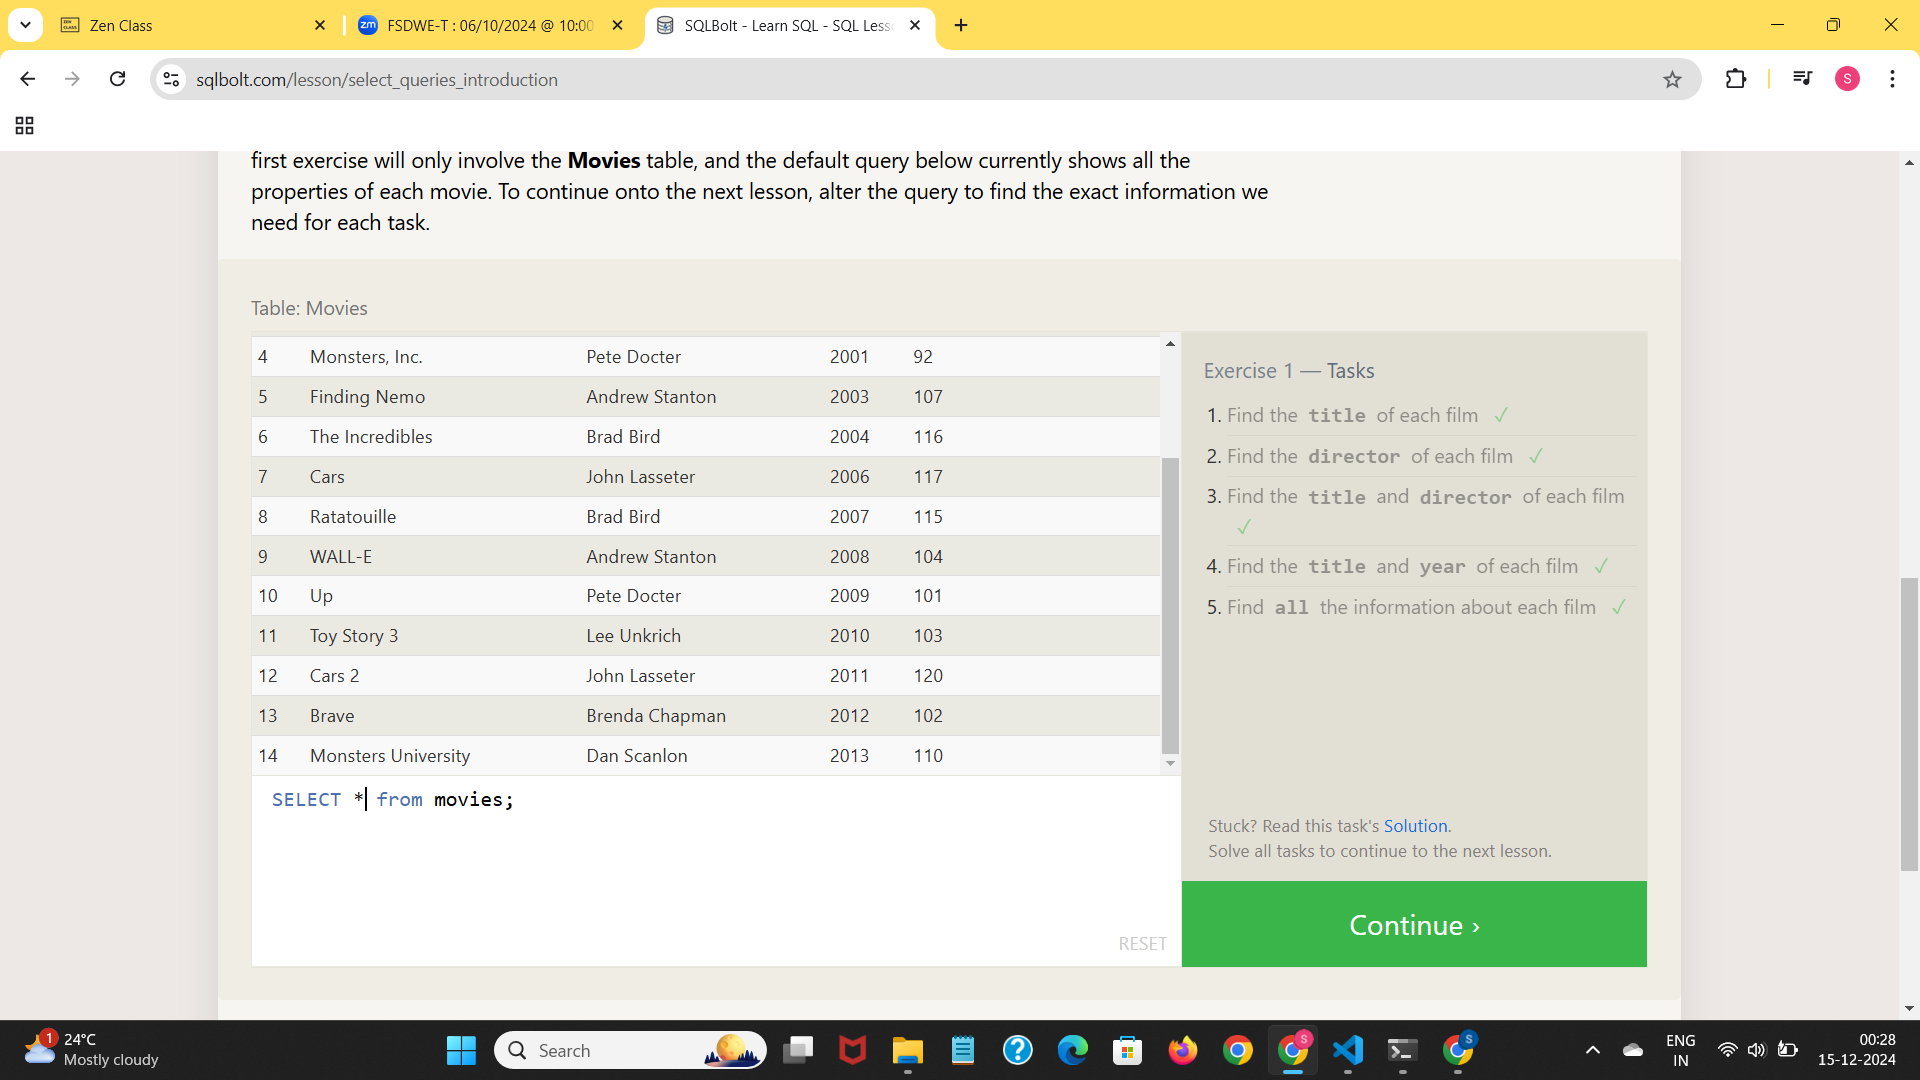 Zen Class
FSDWE-T : 06/10/2024 @ 10:00
SQLBolt - Learn SQL - SQL Less
sqlbolt.com/lesson/select_queries_introduction
S
first exercise will only involve the Movies table, and the default query below currently shows all the
properties of each movie. To continue onto the next lesson, alter the query to find the exact information we
need for each task.
Table: Movies
4 Monsters, Inc. Pete Docter 2001 92
5 Finding Nemo Andrew Stanton 2003 107
6 The Incredibles Brad Bird 2004 116
7 Cars John Lasseter 2006 117
8 Ratatouille Brad Bird 2007 115
9 WALL-E Andrew Stanton 2008 104
10 Up Pete Docter 2009 101
11 Toy Story 3 Lee Unkrich 2010 103
12 Cars 2 John Lasseter 2011 120
13 Brave Brenda Chapman 2012 102
14 Monsters University Dan Scanlon 2013 110
SELECT * from movies;
RESET
Exercise 1 — Tasks
1. Find the title of each film ✓
2. Find the director of each film ✓
3. Find the title and director of each film
✓
4. Find the title and year of each film ✓
5. Find all the information about each film ✓
Stuck? Read this task's Solution.
Solve all tasks to continue to the next lesson.
Continue ›
1
24°C
Mostly cloudy
Search
ENG
IN
00:28
15-12-2024